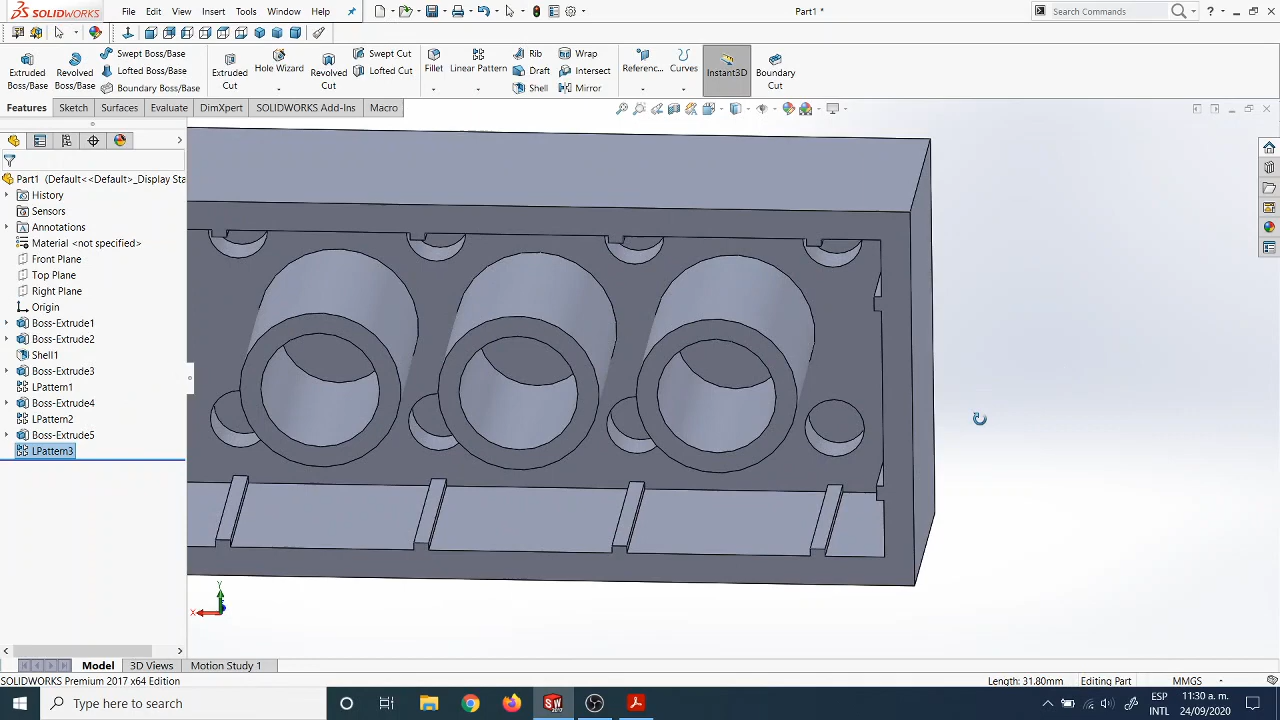 SOLIDWORKS File Edit View Insert Tools Window Help Part1 * Search Commands ?
Extruded Boss/Base
Revolved Boss/Base
Swept Boss/Base
Lofted Boss/Base
Boundary Boss/Base
Extruded Cut
Hole Wizard
Revolved Cut
Swept Cut
Lofted Cut
Fillet
Linear Pattern
Rib
Draft
Shell
Wrap
Intersect
Mirror
Referenc...
Curves
Instant3D
Boundary Cut
Features Sketch Surfaces Evaluate DimXpert SOLIDWORKS Add-Ins Macro
Part1 (Default<<Default>_Display Sta
History
Sensors
Annotations
Material <not specified>
Front Plane
Top Plane
Right Plane
Origin
Boss-Extrude1
Boss-Extrude2
Shell1
Boss-Extrude3
LPattern1
Boss-Extrude4
LPattern2
Boss-Extrude5
LPattern3
Y
X
Model 3D Views Motion Study 1
SOLIDWORKS Premium 2017 x64 Edition Length: 31.80mm Editing Part MMGS
Type here to search
ESP 11:30 a. m.
INTL 24/09/2020